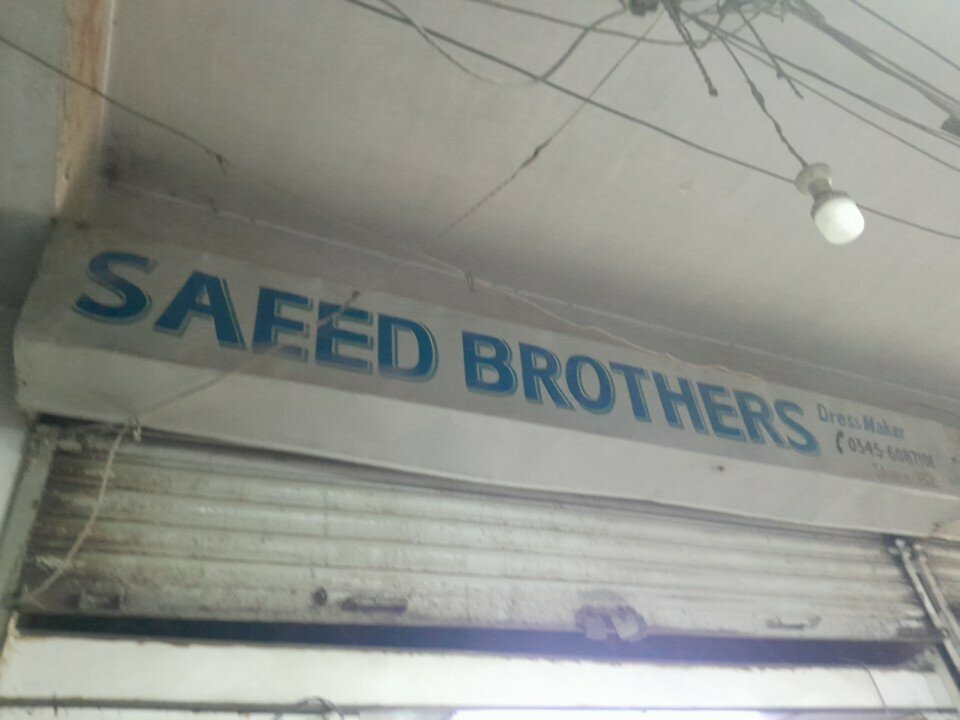 SAEED BROTHERS
Dress Maker
0345-6087101